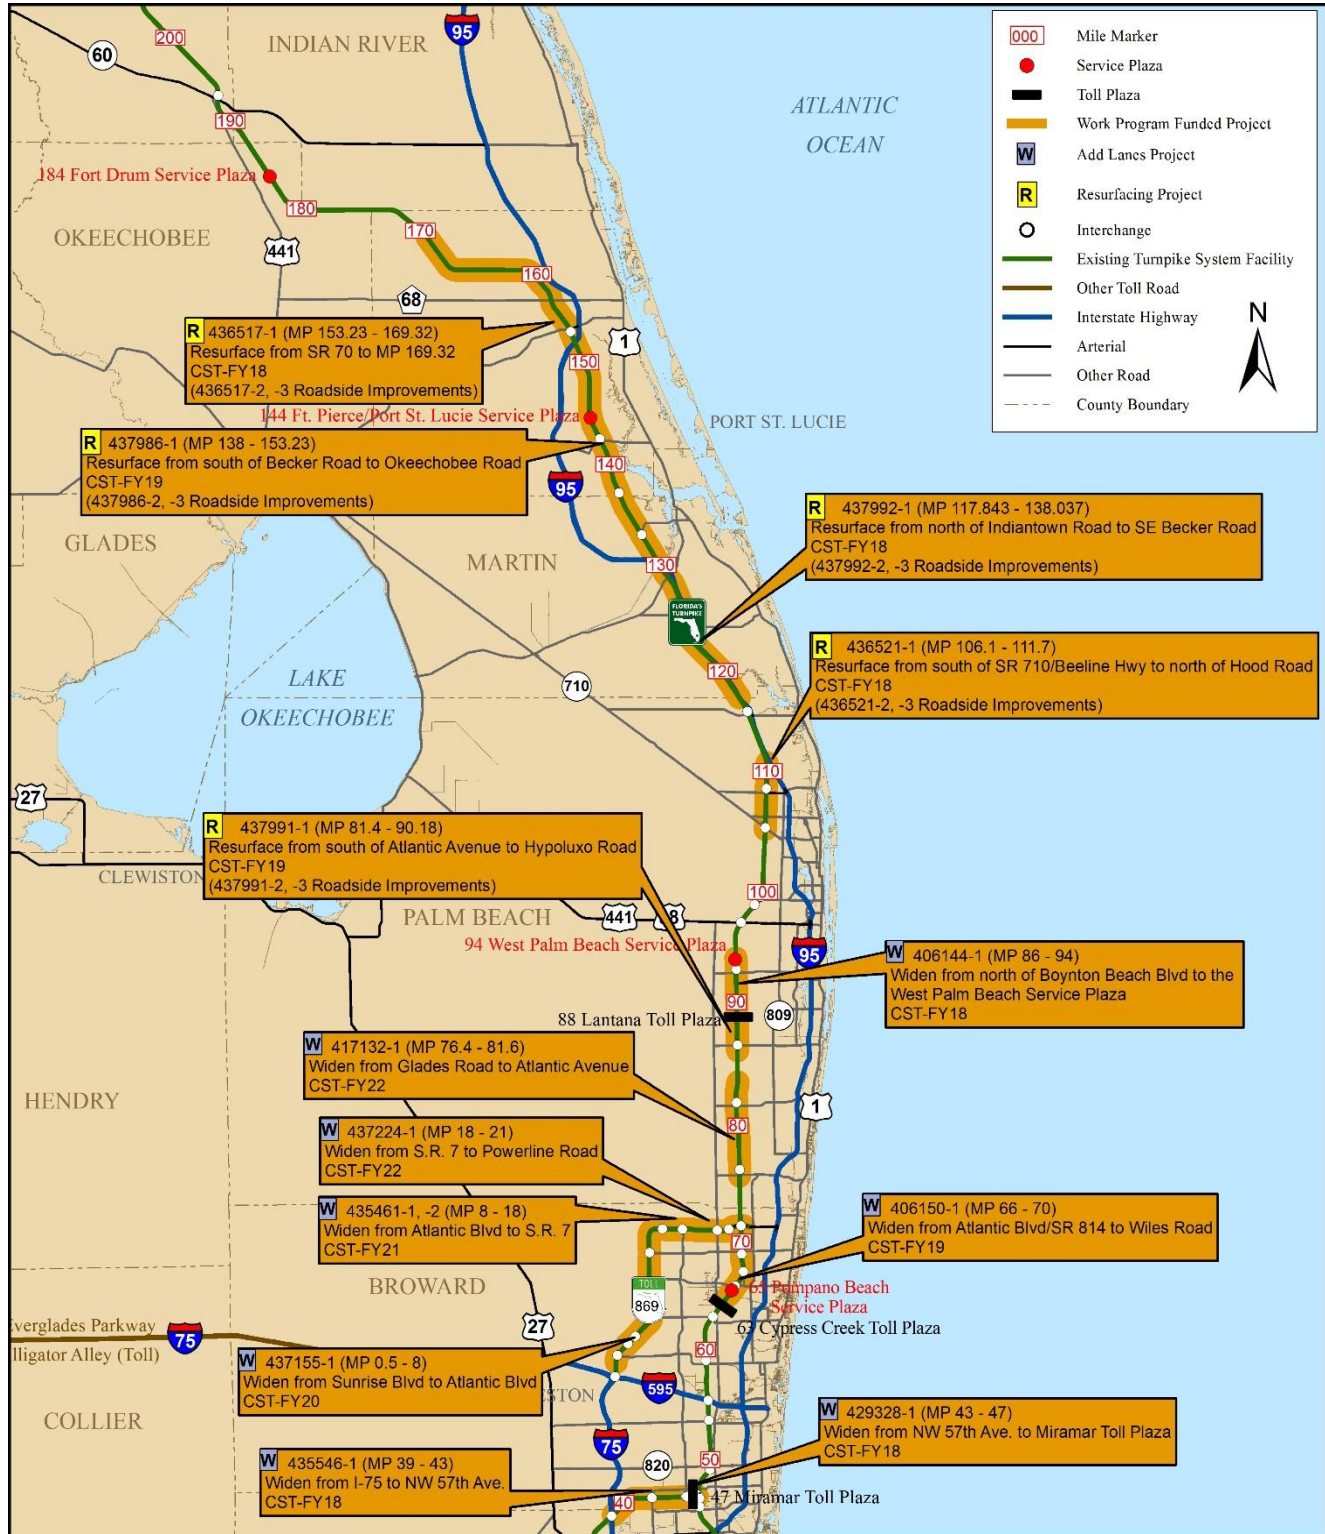 200
INDIAN RIVER
95
60
ATLANTIC
OCEAN
000 Mile Marker
Service Plaza
Toll Plaza
Work Program Funded Project
W Add Lanes Project
R Resurfacing Project
Interchange
Existing Turnpike System Facility
Other Toll Road
Interstate Highway
Arterial
Other Road
County Boundary
N
190
184 Fort Drum Service Plaza
180
170
OKEECHOBEE
441
160
68
R 436517-1 (MP 153.23 - 169.32)
Resurface from SR 70 to MP 169.32
CST-FY18
(436517-2, -3 Roadside Improvements)
1
150
144 Ft. Pierce/Port St. Lucie Service Plaza
PORT ST. LUCIE
R 437986-1 (MP 138 - 153.23)
Resurface from south of Becker Road to Okeechobee Road
CST-FY19
(437986-2, -3 Roadside Improvements)
140
95
GLADES
MARTIN
130
R 437992-1 (MP 117.843 - 138.037)
Resurface from north of Indiantown Road to SE Becker Road
CST-FY18
(437992-2, -3 Roadside Improvements)
FLORIDA'S
TURNPIKE
120
R 436521-1 (MP 106.1 - 111.7)
Resurface from south of SR 710/Beeline Hwy to north of Hood Road
CST-FY18
(436521-2, -3 Roadside Improvements)
LAKE
OKEECHOBEE
710
110
27
R 437991-1 (MP 81.4 - 90.18)
Resurface from south of Atlantic Avenue to Hypoluxo Road
CST-FY19
(437991-2, -3 Roadside Improvements)
CLEWISTON
100
PALM BEACH
441
94 West Palm Beach Service Plaza
95
W 406144-1 (MP 86 - 94)
Widen from north of Boynton Beach Blvd to the
West Palm Beach Service Plaza
CST-FY18
90
88 Lantana Toll Plaza
809
W 417132-1 (MP 76.4 - 81.6)
Widen from Glades Road to Atlantic Avenue
CST-FY22
HENDRY
1
80
W 437224-1 (MP 18 - 21)
Widen from S.R. 7 to Powerline Road
CST-FY22
W 435461-1, -2 (MP 8 - 18)
Widen from Atlantic Blvd to S.R. 7
CST-FY21
W 406150-1 (MP 66 - 70)
Widen from Atlantic Blvd/SR 814 to Wiles Road
CST-FY19
70
BROWARD
TOLL
869
65 Pompano Beach
Service Plaza
63 Cypress Creek Toll Plaza
27
Everglades Parkway
75
lligator Alley (Toll)
60
W 437155-1 (MP 0.5 - 8)
Widen from Sunrise Blvd to Atlantic Blvd
CST-FY20
STON
595
COLLIER
W 429328-1 (MP 43 - 47)
Widen from NW 57th Ave. to Miramar Toll Plaza
CST-FY18
75
820
50
W 435546-1 (MP 39 - 43)
Widen from I-75 to NW 57th Ave.
CST-FY18
40
47 Miramar Toll Plaza